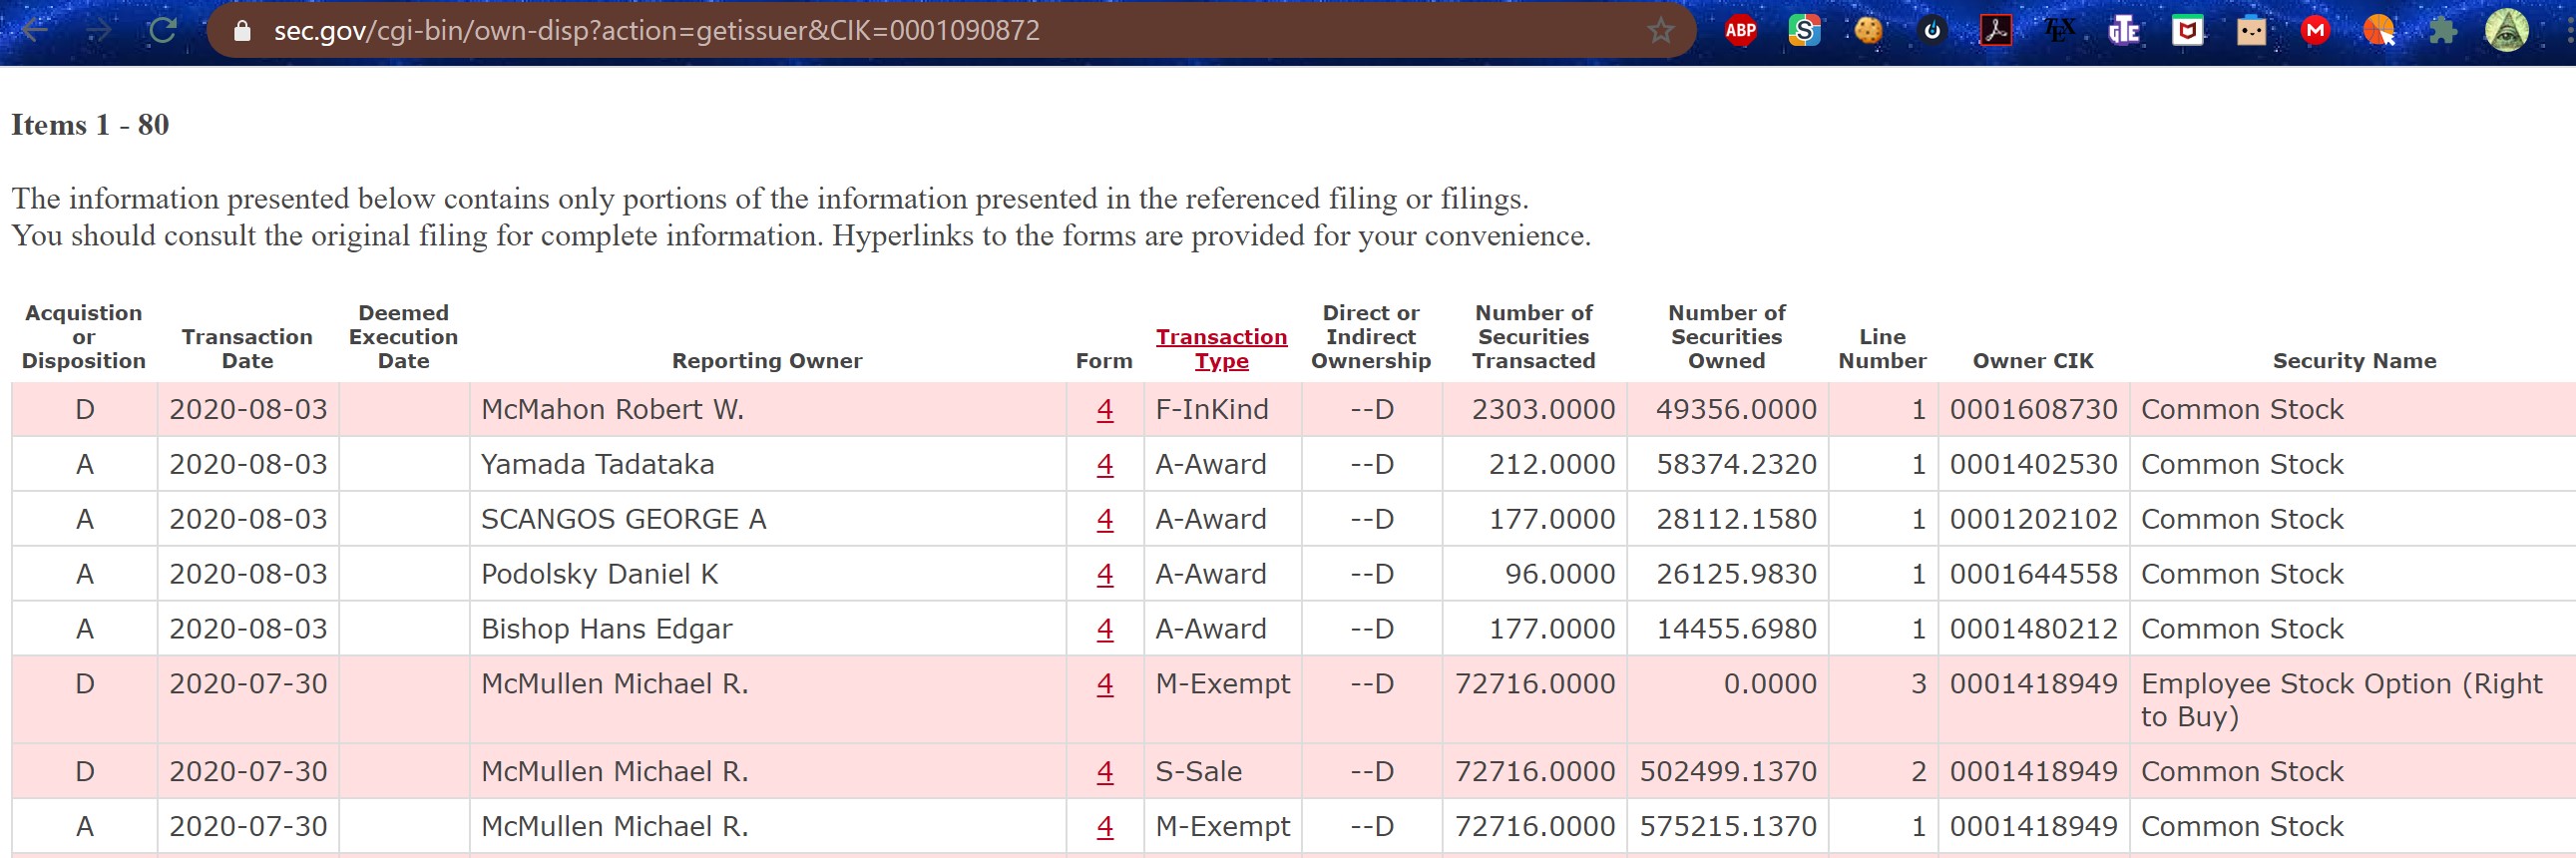 sec.gov/cgi-bin/own-disp?action=getissuer&CIK=0001090872
ABP
S
TEX
gTE
M
Items 1 - 80
The information presented below contains only portions of the information presented in the referenced filing or filings.
You should consult the original filing for complete information. Hyperlinks to the forms are provided for your convenience.
Acquistion or Disposition Transaction Date Deemed Execution Date Reporting Owner Form Transaction Type Direct or Indirect Ownership Number of Securities Transacted Number of Securities Owned Line Number Owner CIK Security Name
D 2020-08-03 McMahon Robert W. 4 F-InKind --D 2303.0000 49356.0000 1 0001608730 Common Stock
A 2020-08-03 Yamada Tadataka 4 A-Award --D 212.0000 58374.2320 1 0001402530 Common Stock
A 2020-08-03 SCANGOS GEORGE A 4 A-Award --D 177.0000 28112.1580 1 0001202102 Common Stock
A 2020-08-03 Podolsky Daniel K 4 A-Award --D 96.0000 26125.9830 1 0001644558 Common Stock
A 2020-08-03 Bishop Hans Edgar 4 A-Award --D 177.0000 14455.6980 1 0001480212 Common Stock
D 2020-07-30 McMullen Michael R. 4 M-Exempt --D 72716.0000 0.0000 3 0001418949 Employee Stock Option (Right
to Buy)
D 2020-07-30 McMullen Michael R. 4 S-Sale --D 72716.0000 502499.1370 2 0001418949 Common Stock
A 2020-07-30 McMullen Michael R. 4 M-Exempt --D 72716.0000 575215.1370 1 0001418949 Common Stock